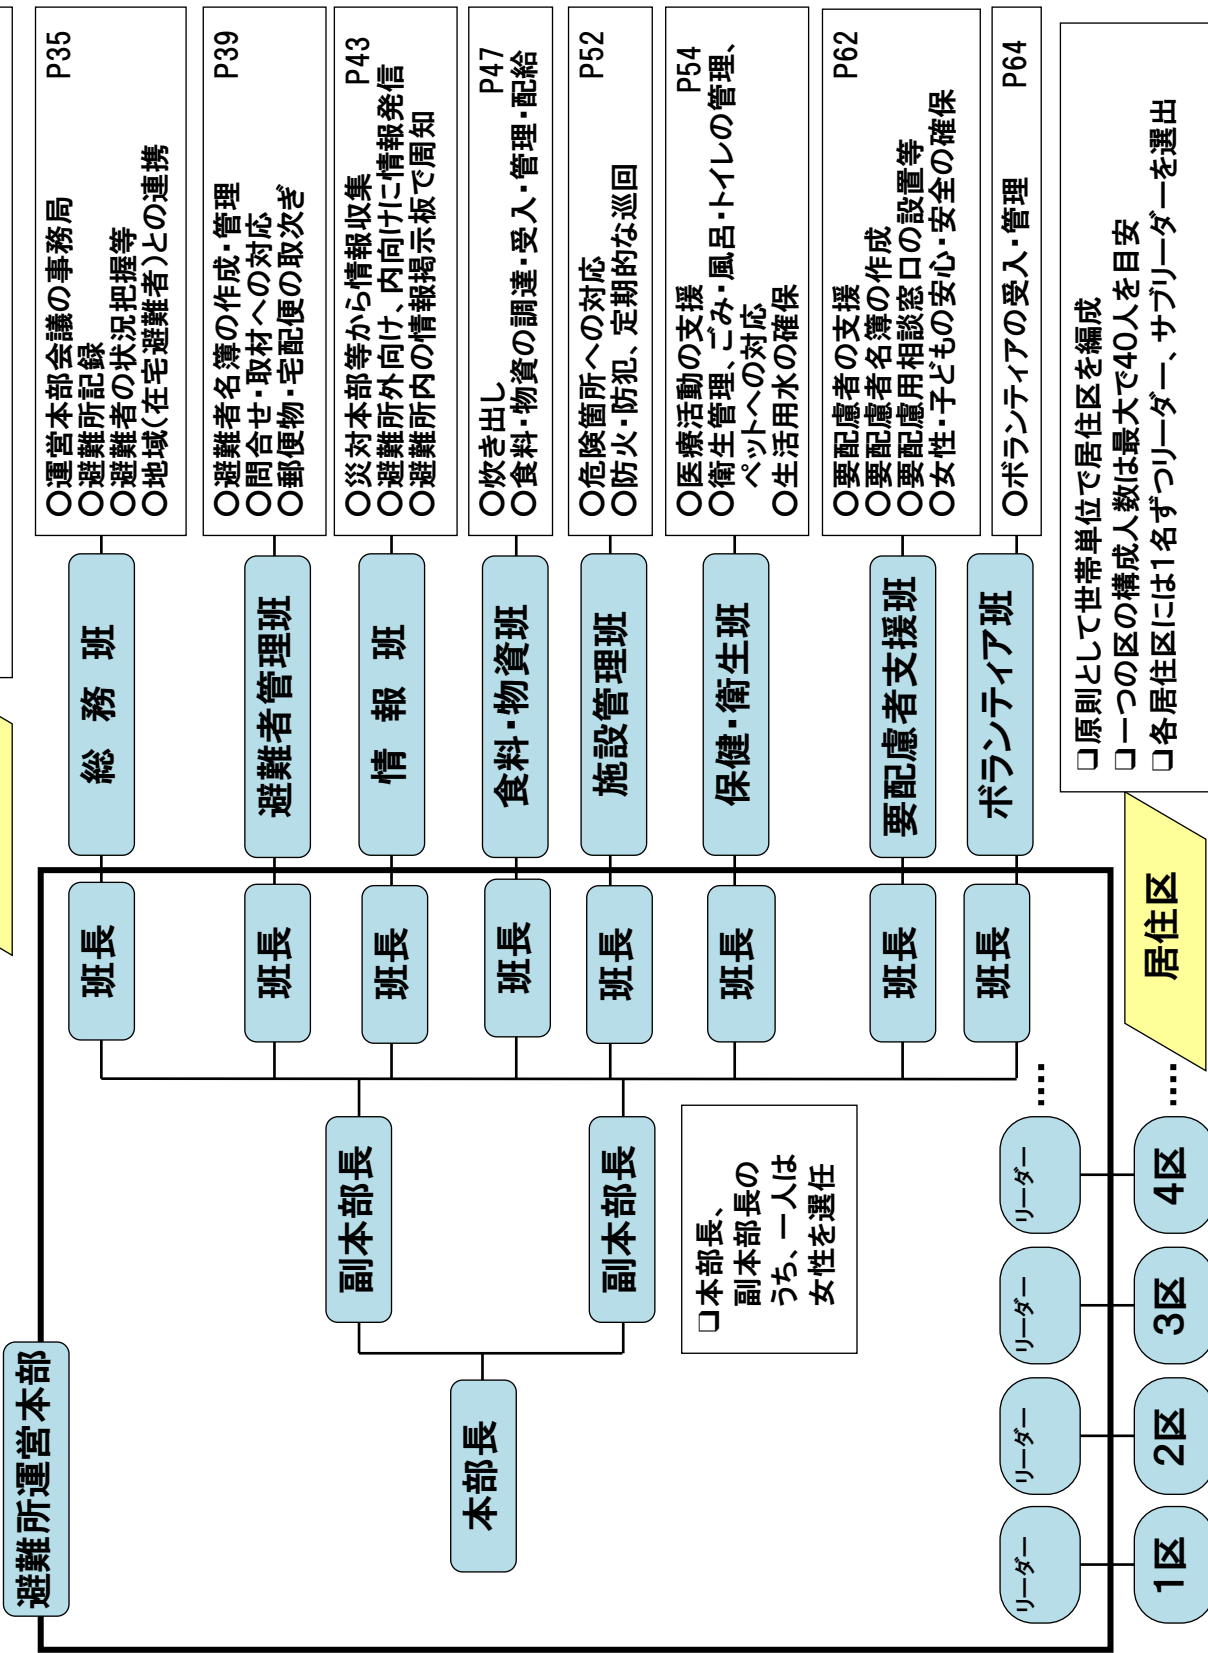 避難所運営本部
本部長
副本部長
副本部長
❏本部長、
副本部長の
うち、一人は
女性を選任
班長
総務班
○運営本部会議の事務局 P35
○避難所記録
○避難者の状況把握等
○地域(在宅避難者)との連携
班長
避難者管理班
○避難者名簿の作成・管理 P39
○問合せ・取材への対応
○郵便物・宅配便の取次ぎ
班長
情報班
○災対本部等から情報収集 P43
○避難所外向け、内向けに情報発信
○避難所内の情報掲示板で周知
班長
食料・物資班
○炊き出し P47
○食料・物資の調達・受入・管理・配給
班長
施設管理班
○危険箇所への対応 P52
○防火・防犯、定期的な巡回
班長
保健・衛生班
○医療活動の支援 P54
○衛生管理、ごみ・風呂・トイレの管理、
ペットへの対応
○生活用水の確保
班長
要配慮者支援班
○要配慮者の支援 P62
○要配慮者名簿の作成
○要配慮用相談窓口の設置等
○女性・子どもの安心・安全の確保
班長
ボランティア班
○ボランティアの受入・管理 P64
リーダー リーダー リーダー リーダー ・・・・
1区 2区 3区 4区 ・・・・
居住区
❏原則として世帯単位で居住区を編成
❏一つの区の構成人数は最大で40人を目安
❏各居住区には1名ずつリーダー、サブリーダーを選出